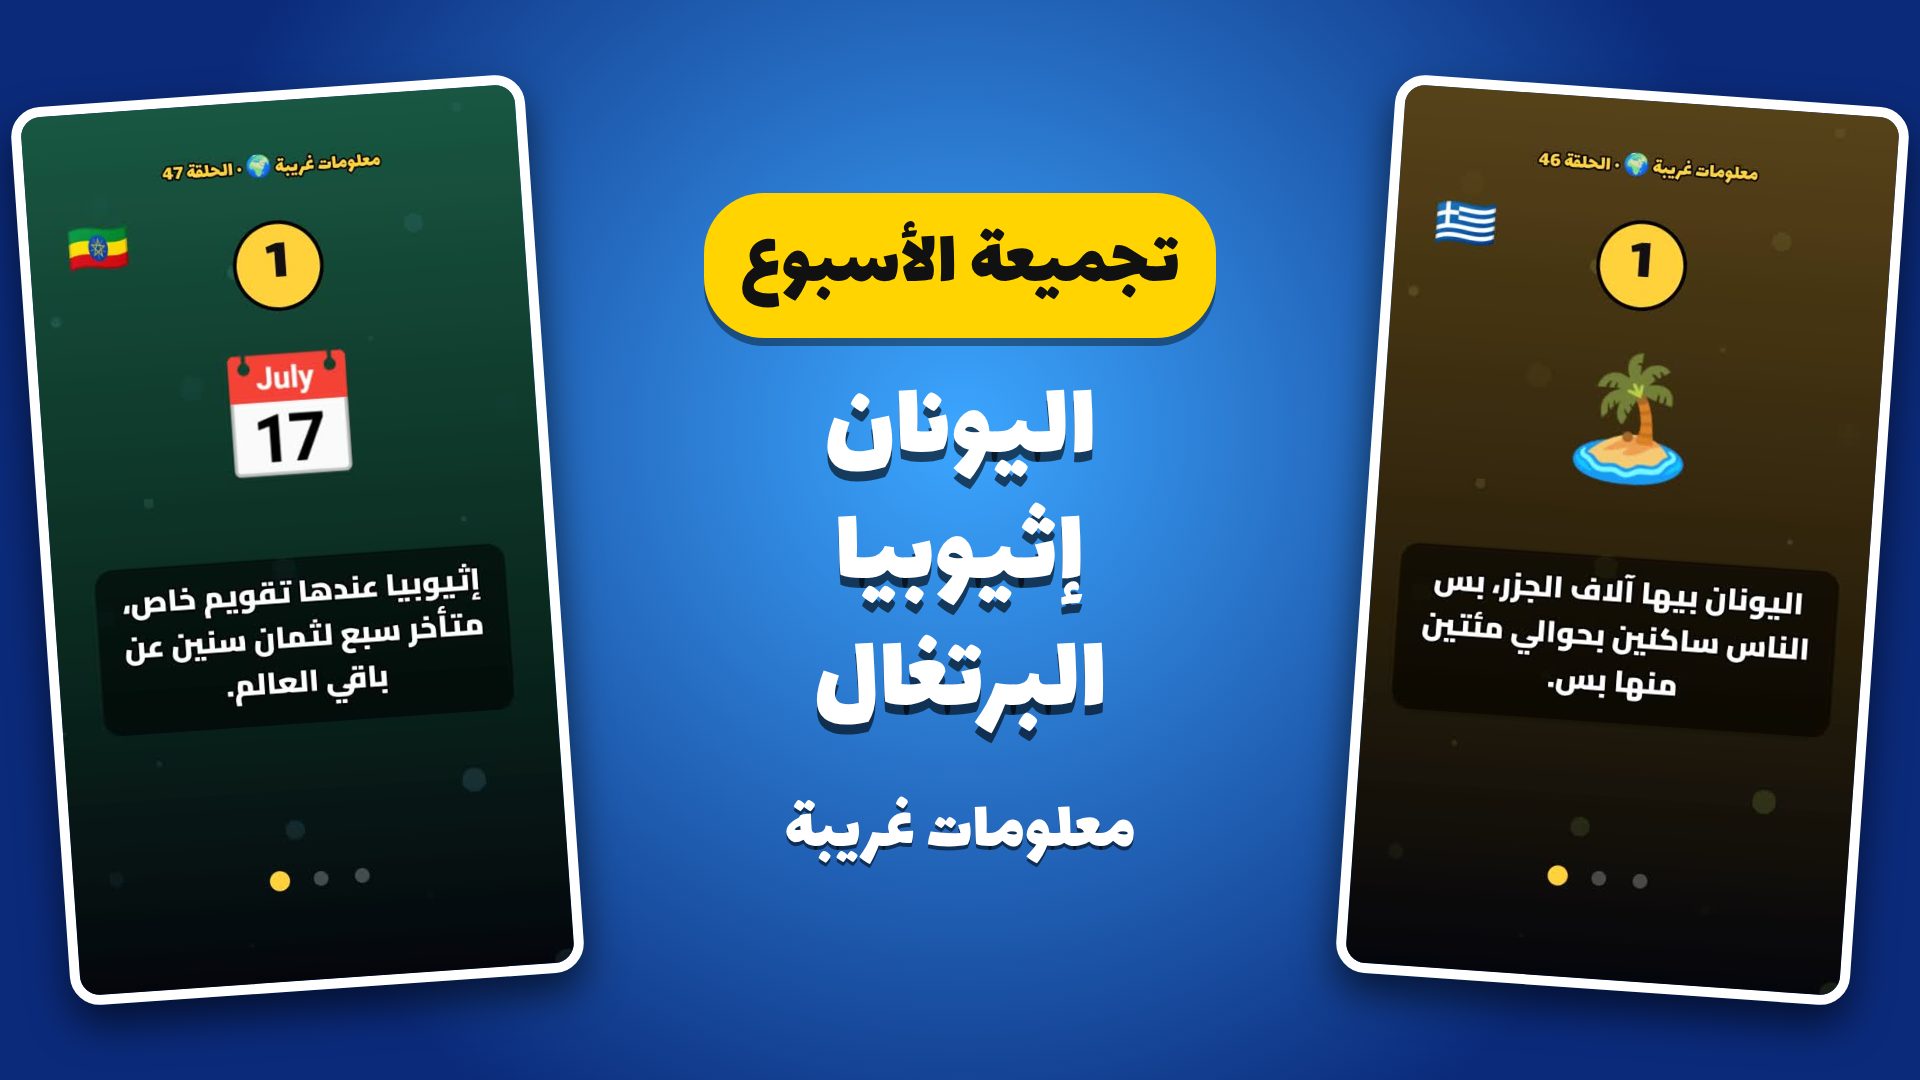 تجميعة الأسبوع
اليونان
إثيوبيا
البرتغال
معلومات غريبة
معلومات غريبة 🌍 · الحلقة 46
1
اليونان بيها آلاف الجزر، بس
الناس ساكنين بحوالي مئتين
منها بس.
معلومات غريبة 🌍 · الحلقة 47
1
July
17
إثيوبيا عندها تقويم خاص،
متأخر سبع لثمان سنين عن
باقي العالم.